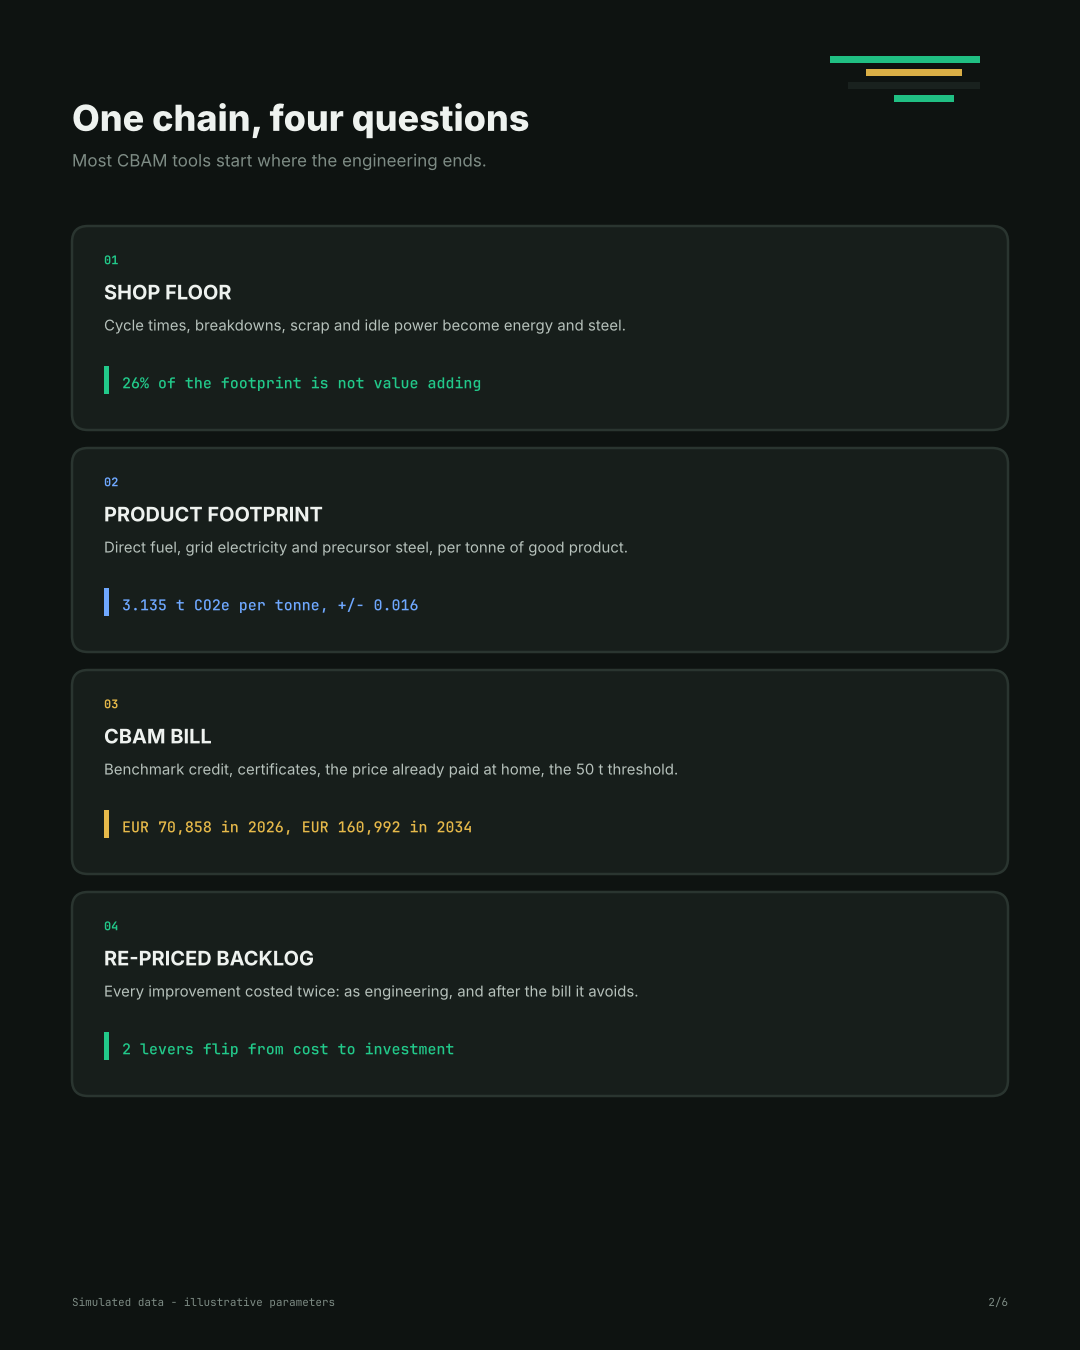 One chain, four questions
Most CBAM tools start where the engineering ends.
01
SHOP FLOOR
Cycle times, breakdowns, scrap and idle power become energy and steel.
26% of the footprint is not value adding
02
PRODUCT FOOTPRINT
Direct fuel, grid electricity and precursor steel, per tonne of good product.
3.135 t CO2e per tonne, +/- 0.016
03
CBAM BILL
Benchmark credit, certificates, the price already paid at home, the 50 t threshold.
EUR 70,858 in 2026, EUR 160,992 in 2034
04
RE-PRICED BACKLOG
Every improvement costed twice: as engineering, and after the bill it avoids.
2 levers flip from cost to investment
Simulated data - illustrative parameters
2/6